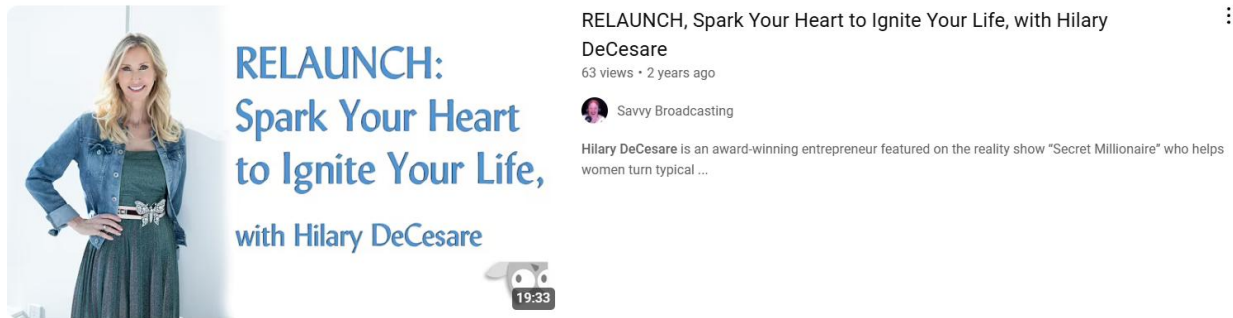 RELAUNCH:
Spark Your Heart
to Ignite Your Life,
with Hilary DeCesare
19:33
RELAUNCH, Spark Your Heart to Ignite Your Life, with Hilary
DeCesare
63 views • 2 years ago
Savvy Broadcasting
Hilary DeCesare is an award-winning entrepreneur featured on the reality show “Secret Millionaire” who helps
women turn typical ...